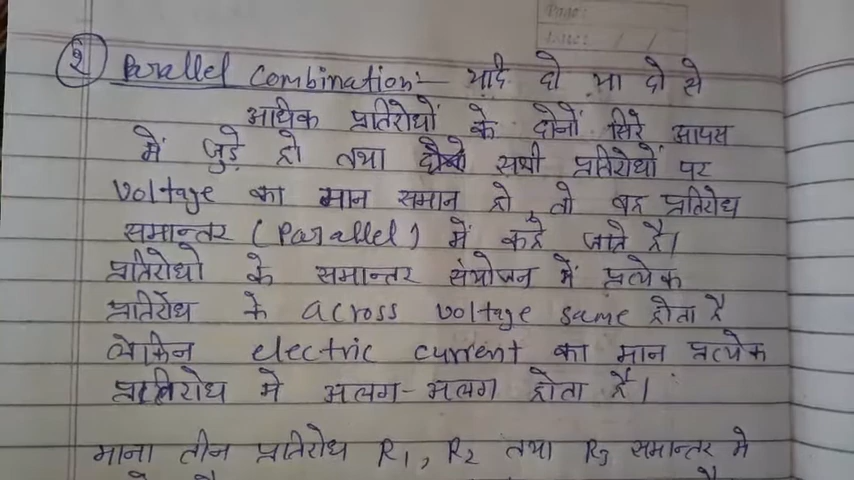 Page:
Date: / /
(2) Parallel Combination:- यदि दो या दो से
अधिक प्रतिरोधों के दोनों सिरे आपस
में जुड़े हो तथा सभी प्रतिरोधों पर
voltage का मान समान हो तो वह प्रतिरोध
समान्तर (Parallel) में कहे जाते है।
प्रतिरोधो के समान्तर संयोजन में प्रत्येक
प्रतिरोध के across voltage same होता है
लेकिन electric current का मान प्रत्येक
प्रतिरोध मे अलग-अलग होता है।
माना तीन प्रतिरोध R1, R2 तथा R3 समान्तर मे